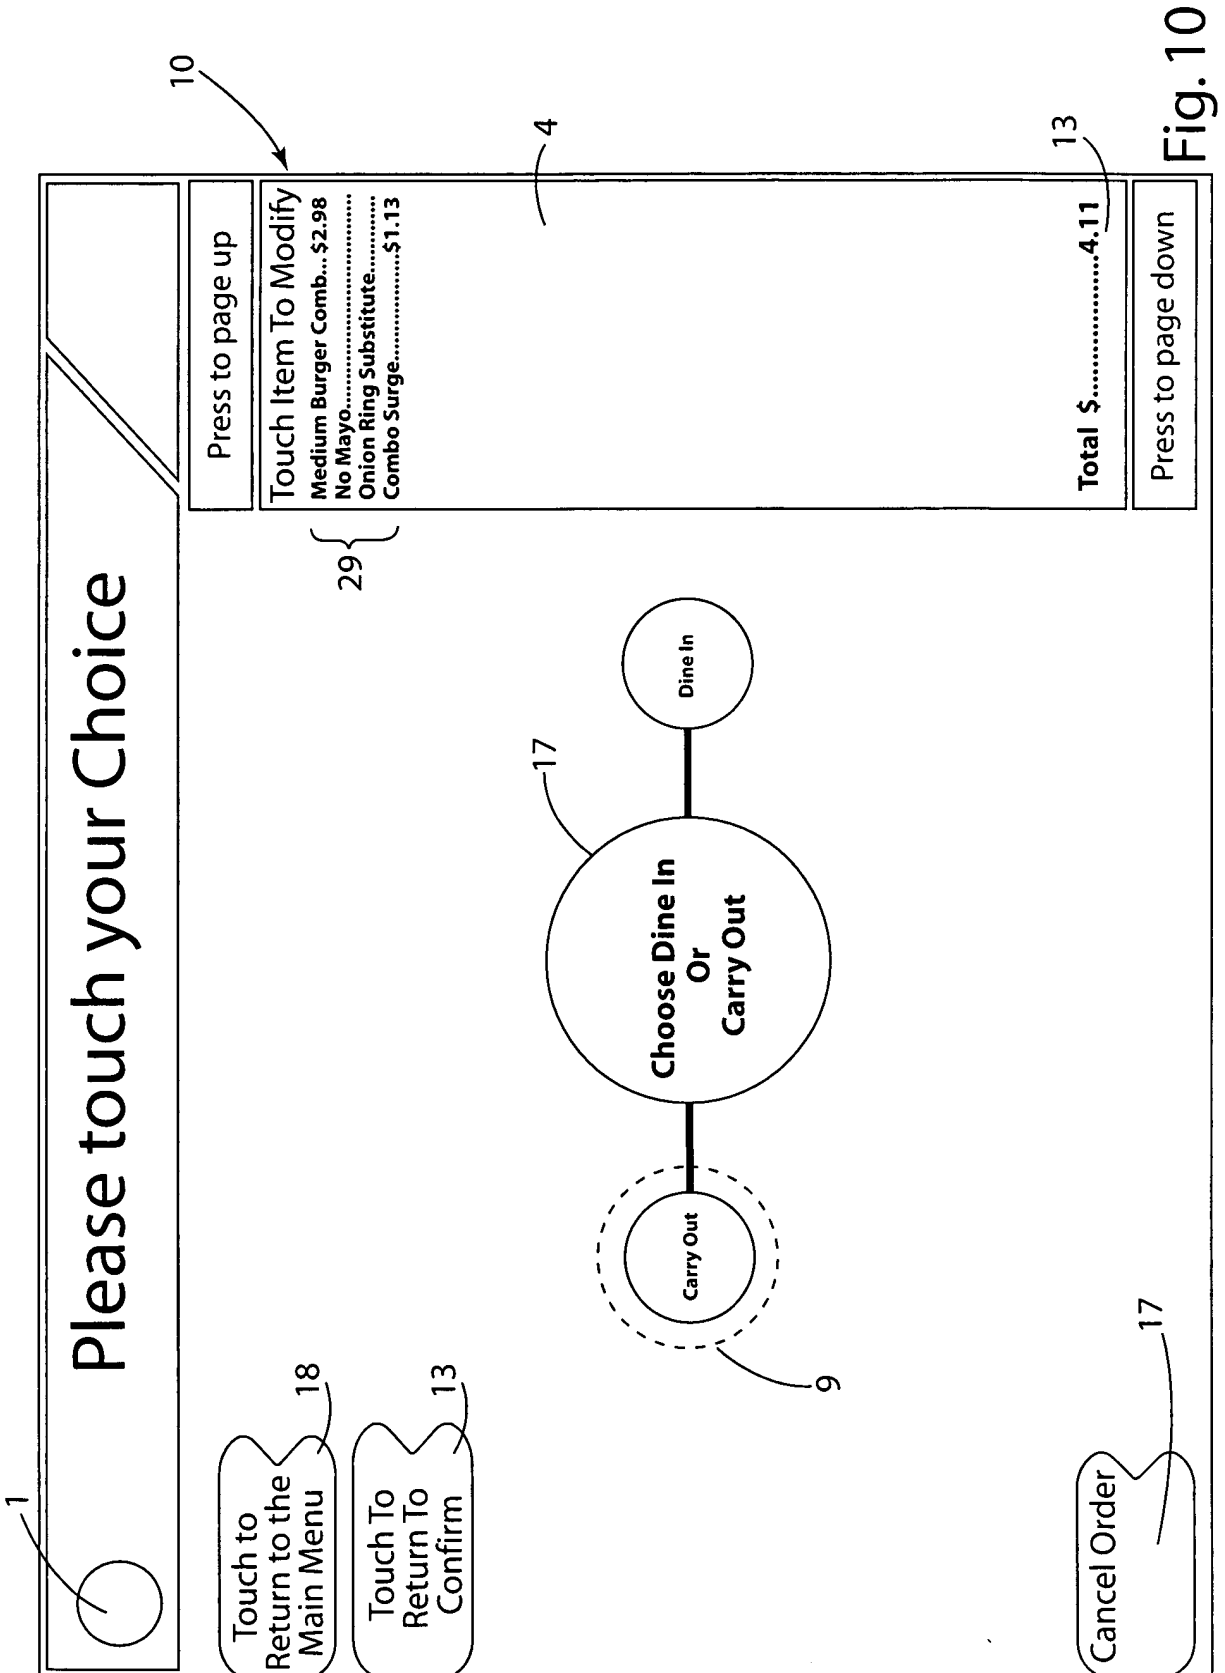 1
Please touch your Choice
10
Touch to
Return to the
Main Menu
18
Touch To
Return To
Confirm
13
Cancel Order
17
Carry Out
9
Choose Dine In
Or
Carry Out
17
Dine In
Press to page up
Touch Item To Modify
Medium Burger Comb... $2.98
No Mayo.................................
Onion Ring Substitute............
Combo Surge.................$1.13
29
4
Total $....................4.11
13
Press to page down
Fig. 10